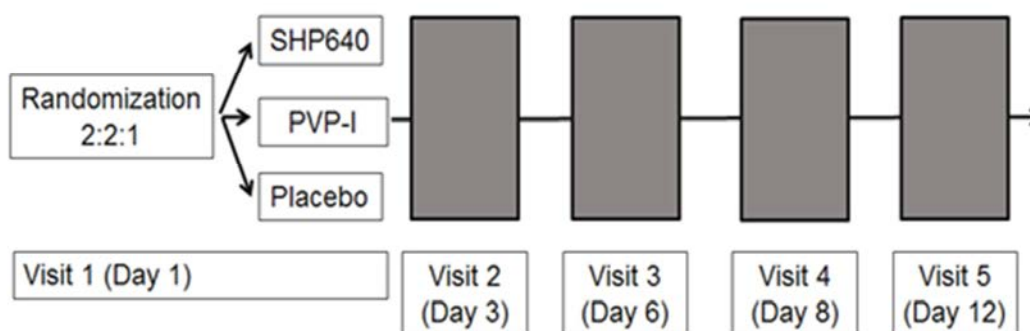 SHP640
Randomization
2:2:1
PVP-I
Placebo
Visit 1 (Day 1)
Visit 2
(Day 3)
Visit 3
(Day 6)
Visit 4
(Day 8)
Visit 5
(Day 12)